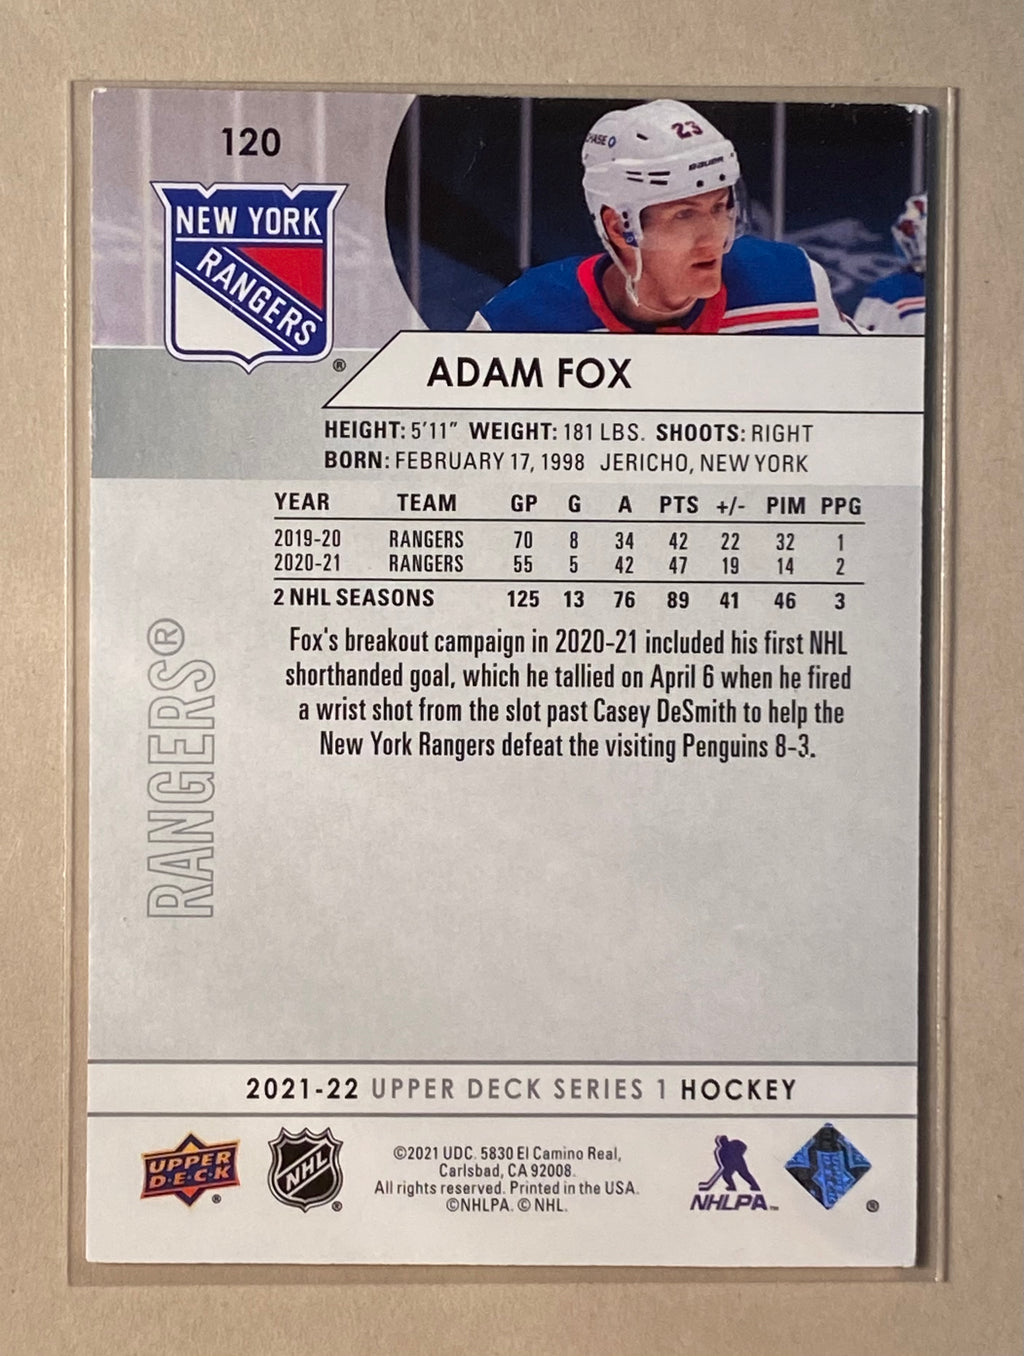 120
CHASE
23
BAUER
NEW YORK
RANGERS
®
ADAM FOX
HEIGHT: 5'11" WEIGHT: 181 LBS. SHOOTS: RIGHT
BORN: FEBRUARY 17, 1998 JERICHO, NEW YORK
YEAR TEAM GP G A PTS +/- PIM PPG
2019-20 RANGERS 70 8 34 42 22 32 1
2020-21 RANGERS 55 5 42 47 19 14 2
2 NHL SEASONS 125 13 76 89 41 46 3
Fox's breakout campaign in 2020-21 included his first NHL
shorthanded goal, which he tallied on April 6 when he fired
a wrist shot from the slot past Casey DeSmith to help the
New York Rangers defeat the visiting Penguins 8-3.
RANGERS®
2021-22 UPPER DECK SERIES 1 HOCKEY
UPPER
D•E•C•K
®
NHL
®
©2021 UDC. 5830 El Camino Real,
Carlsbad, CA 92008.
All rights reserved. Printed in the USA.
©NHLPA. © NHL.
NHLPA™
®